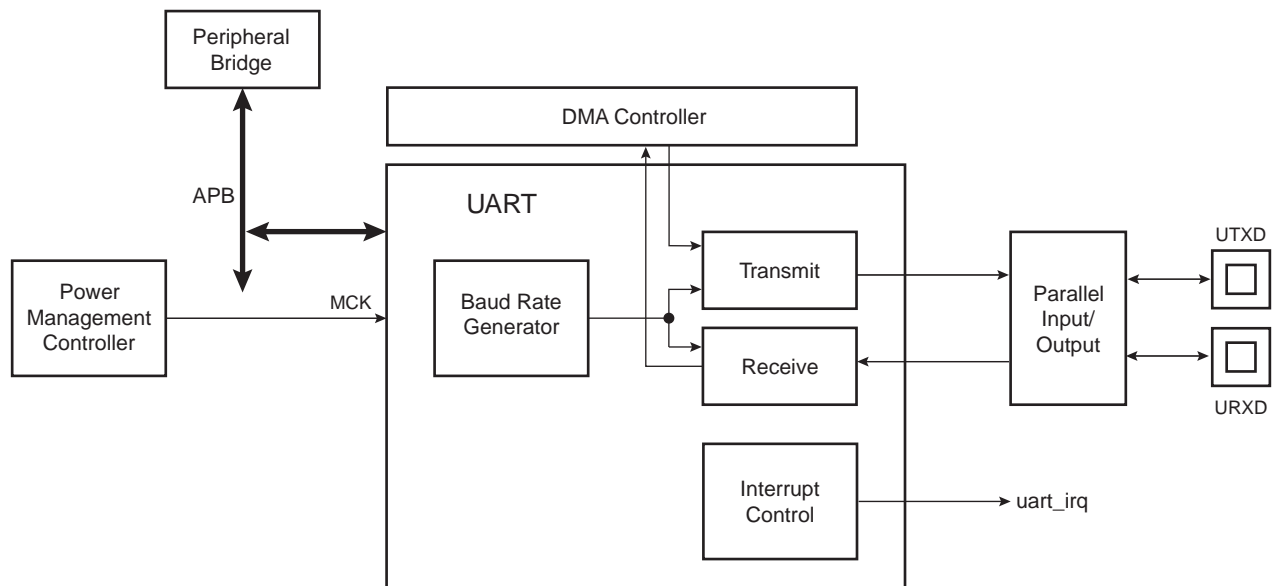 Peripheral
Bridge
DMA Controller
APB
UART
UTXD
Transmit
Power
Management
Controller
MCK
Baud Rate
Generator
Parallel
Input/
Output
Receive
URXD
Interrupt
Control
uart_irq